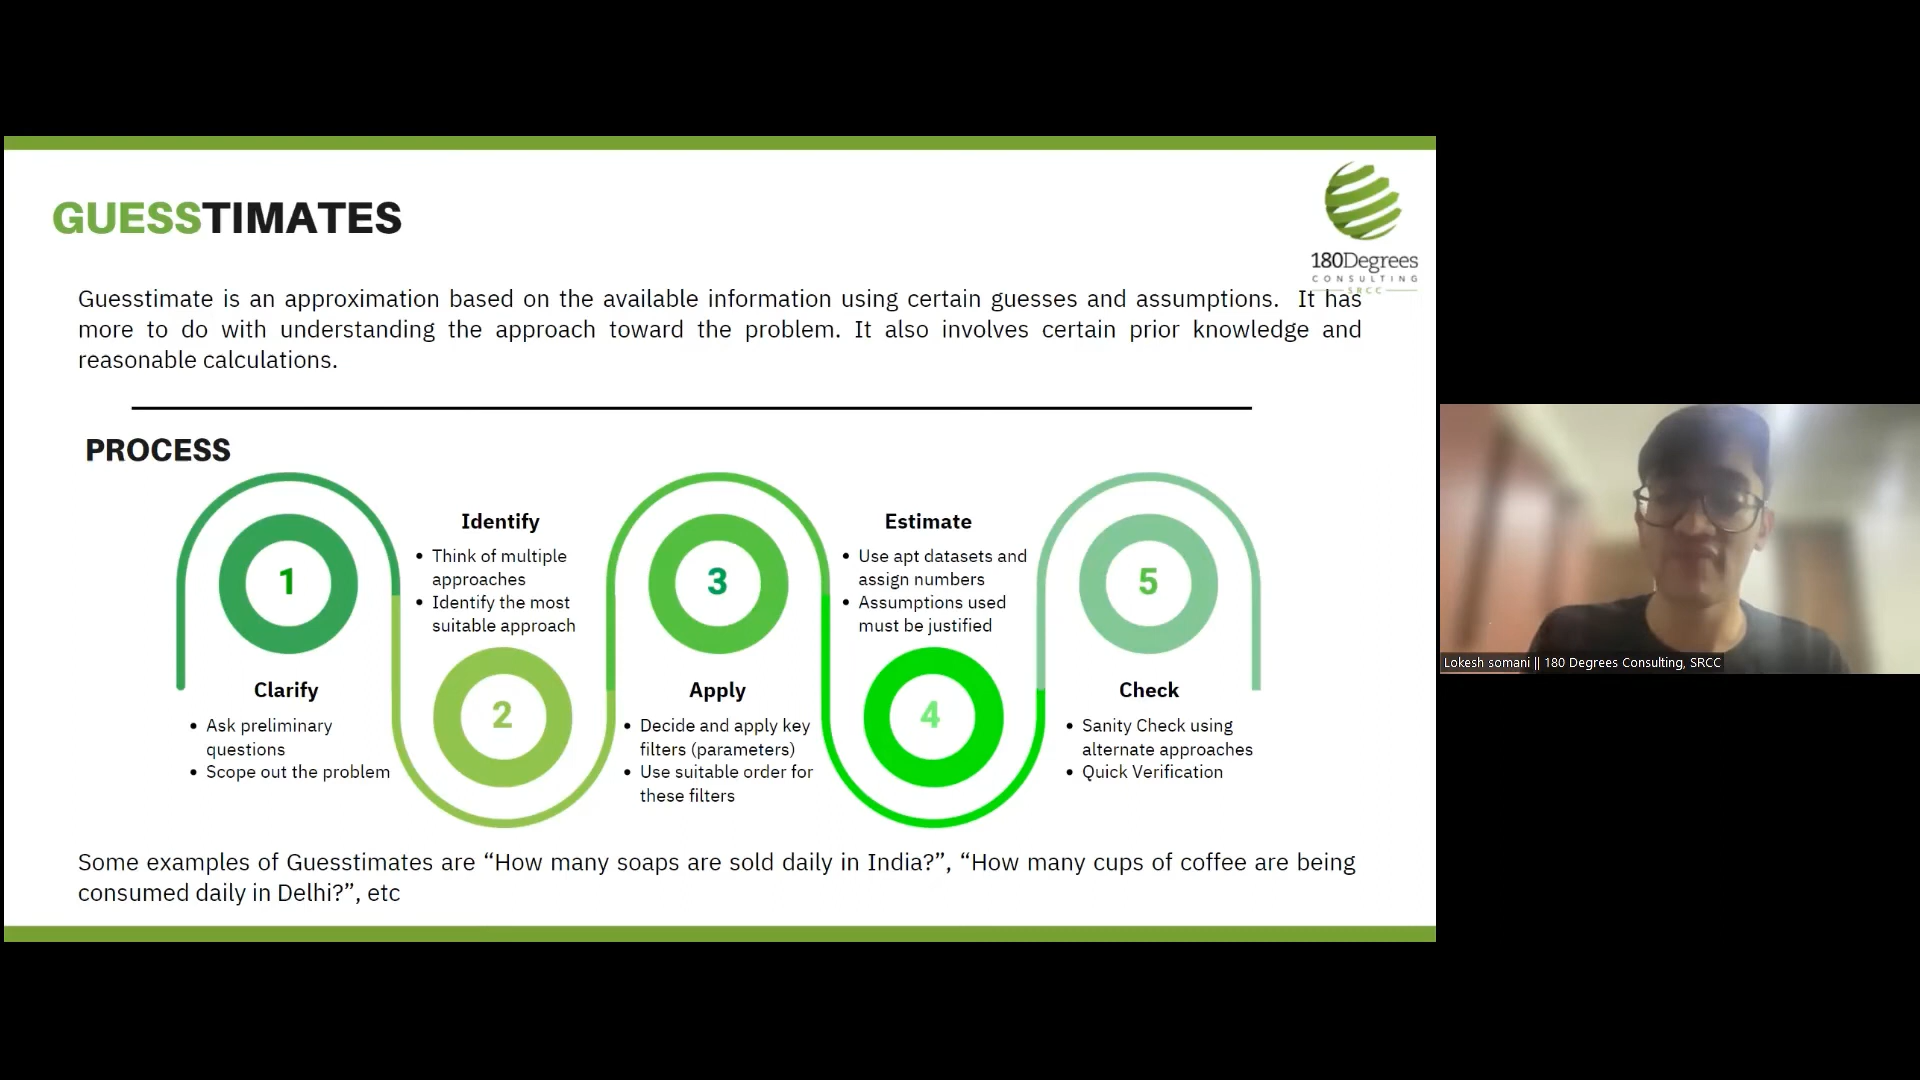 GUESSTIMATES
180Degrees
CONSULTING
SRCC
Guesstimate is an approximation based on the available information using certain guesses and assumptions. It has
more to do with understanding the approach toward the problem. It also involves certain prior knowledge and
reasonable calculations.
PROCESS
1
Clarify
• Ask preliminary
questions
• Scope out the problem
Identify
• Think of multiple
approaches
• Identify the most
suitable approach
2
3
Apply
• Decide and apply key
filters (parameters)
• Use suitable order for
these filters
Estimate
• Use apt datasets and
assign numbers
• Assumptions used
must be justified
4
5
Check
• Sanity Check using
alternate approaches
• Quick Verification
Some examples of Guesstimates are “How many soaps are sold daily in India?”, “How many cups of coffee are being
consumed daily in Delhi?”, etc
Lokesh somani || 180 Degrees Consulting, SRCC